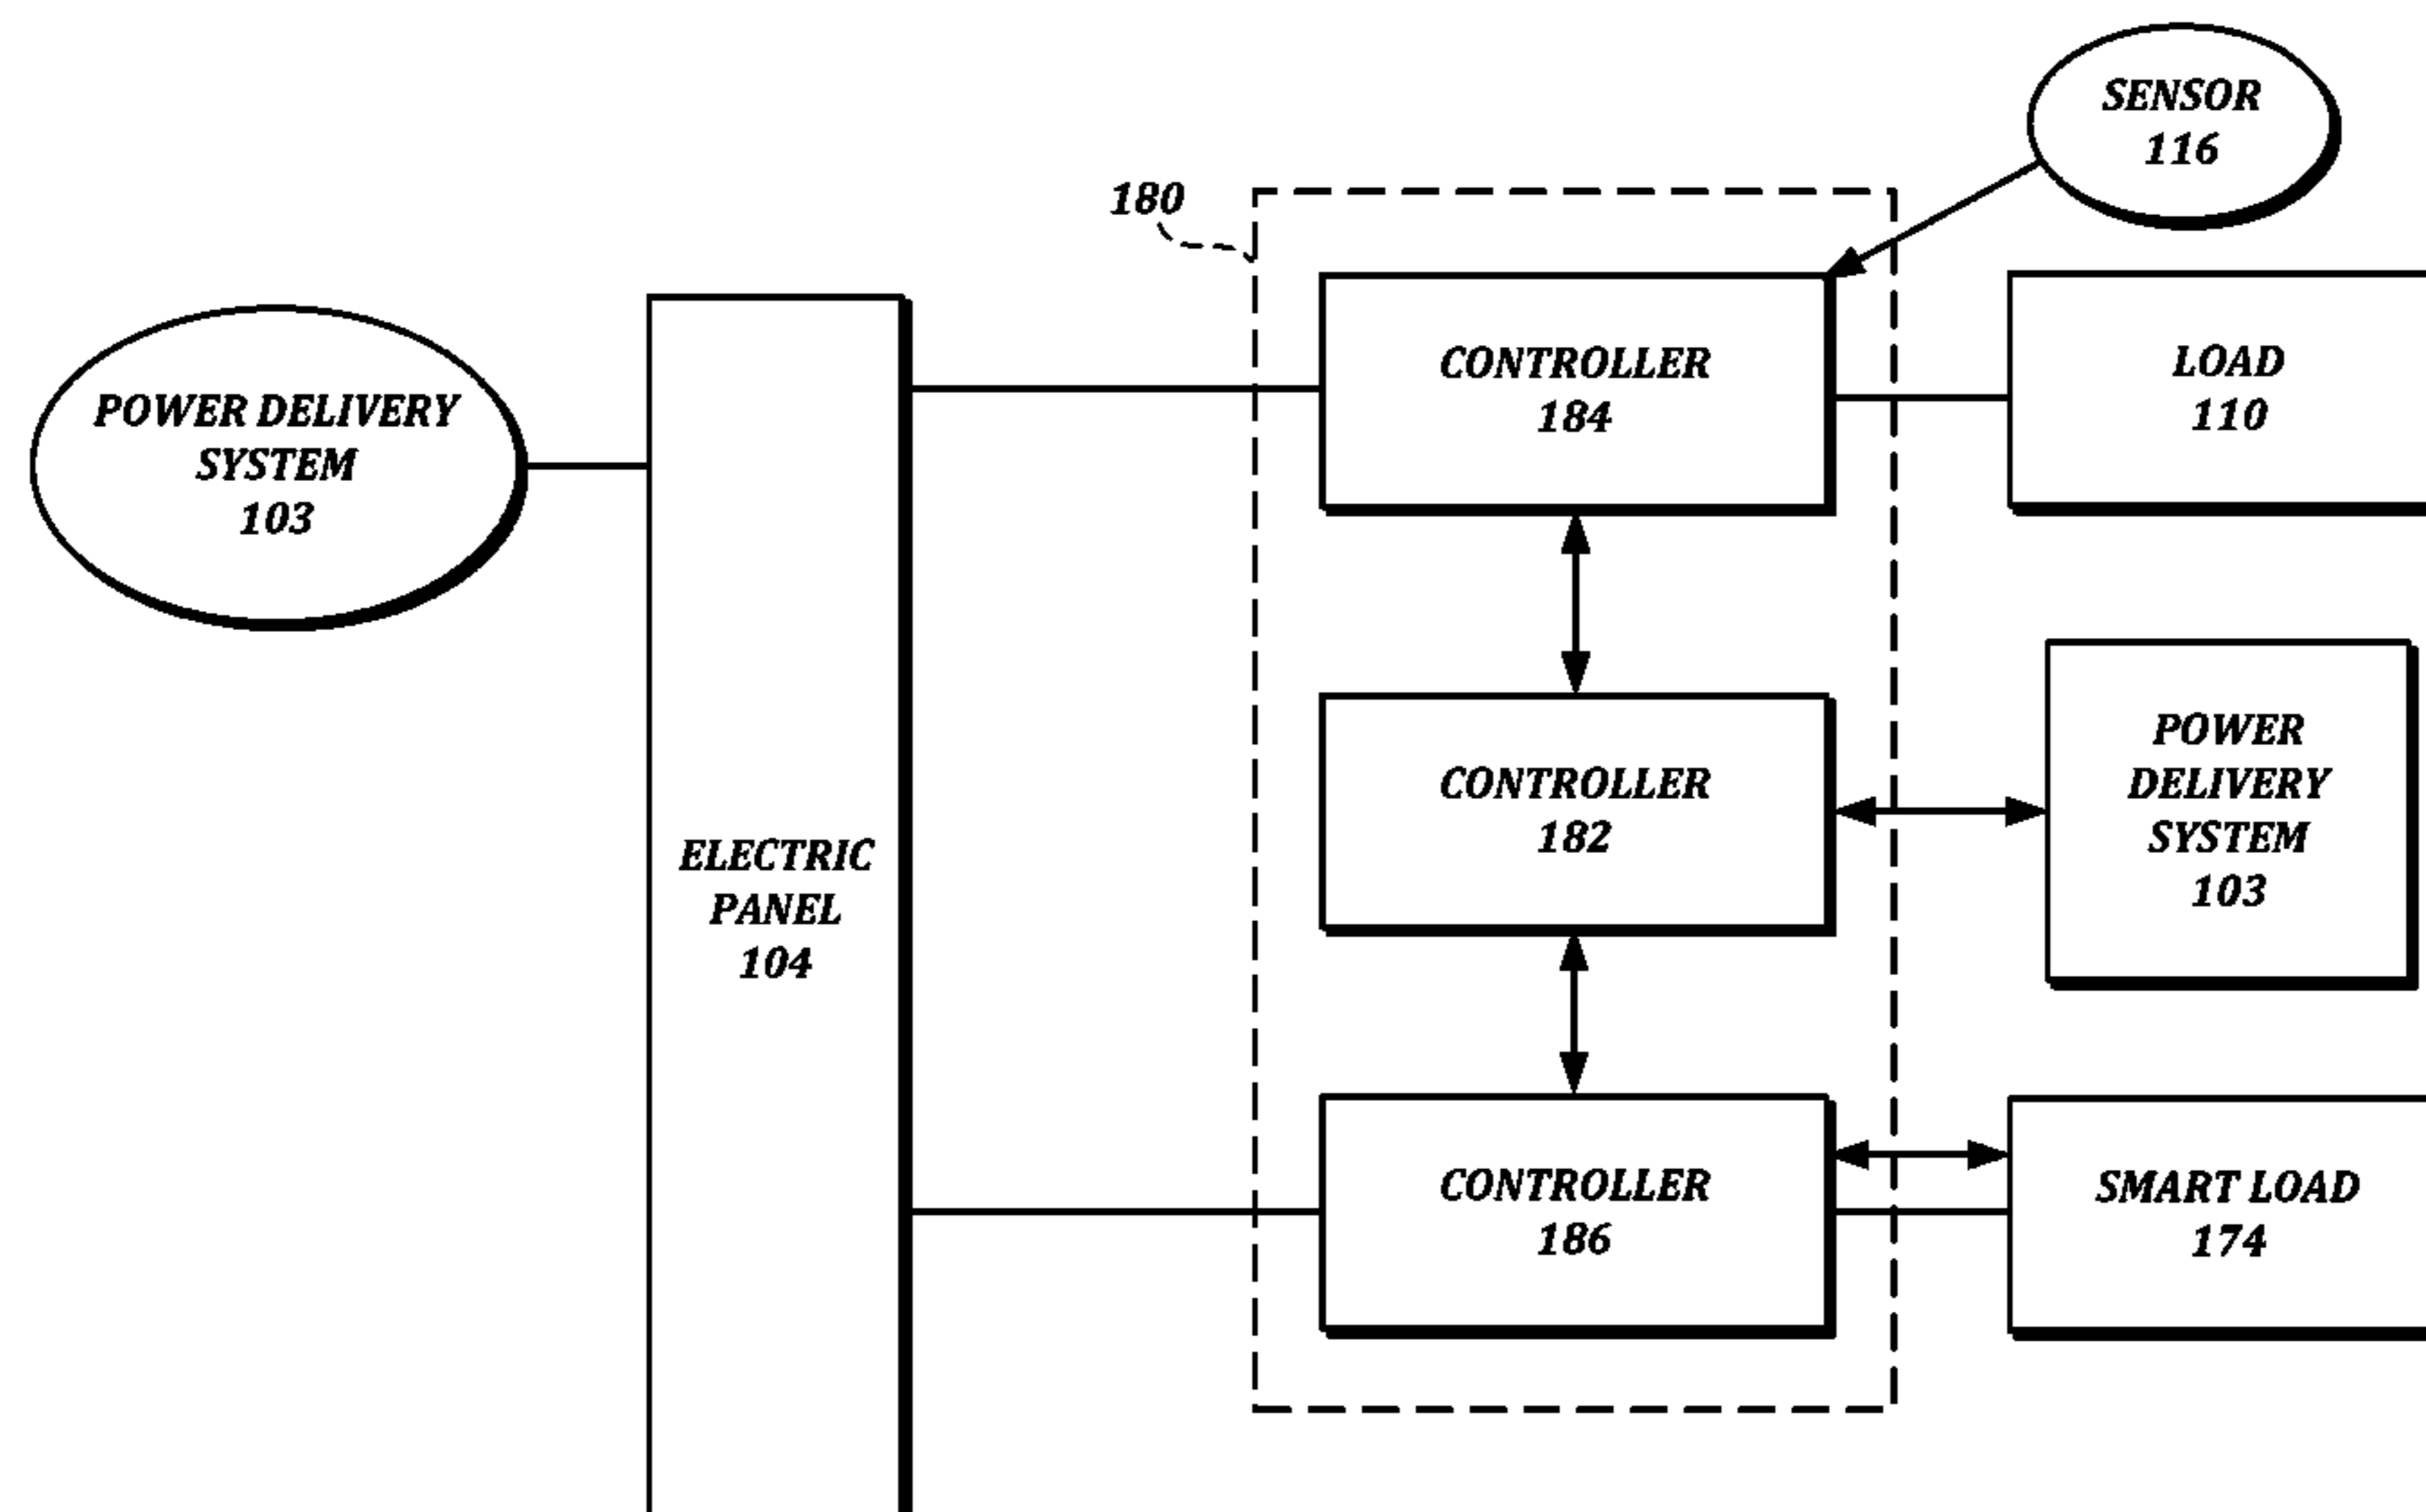 SENSOR
116
180
CONTROLLER
184
LOAD
110
POWER DELIVERY
SYSTEM
103
ELECTRIC
PANEL
104
CONTROLLER
182
POWER
DELIVERY
SYSTEM
103
CONTROLLER
186
SMART LOAD
174